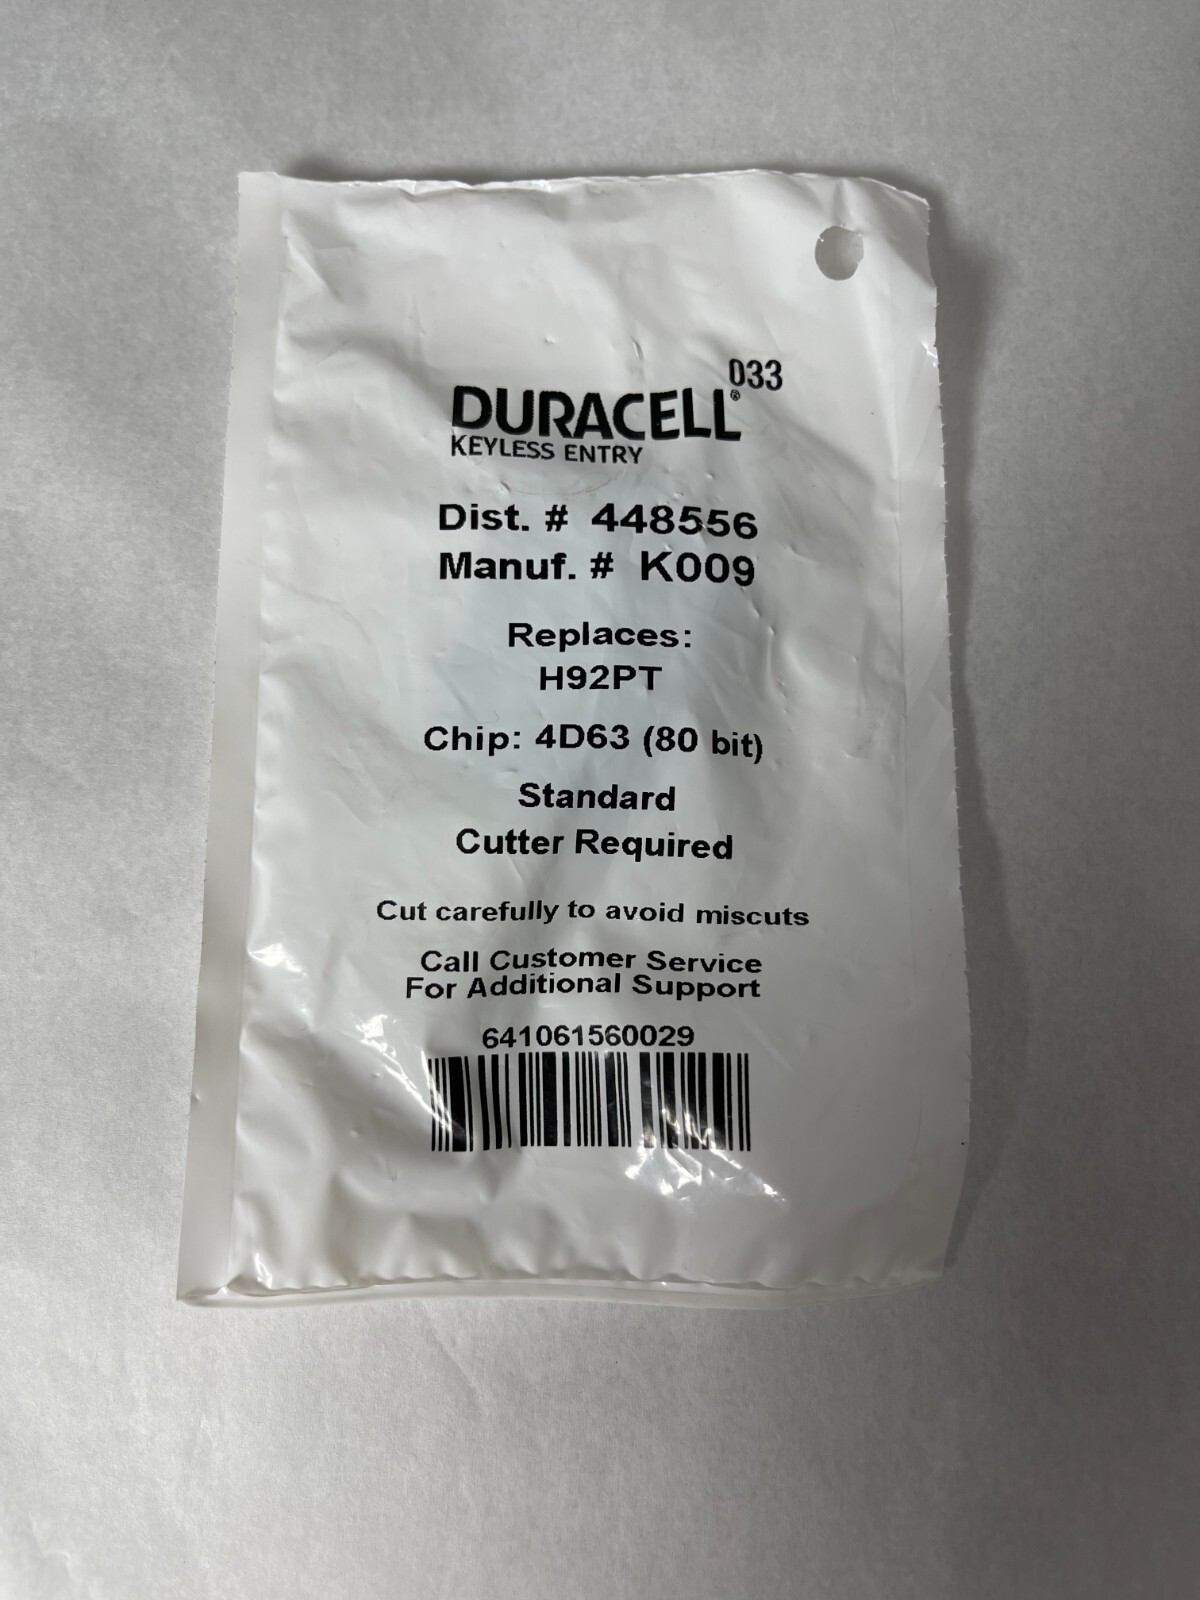 033
DURACELL®
KEYLESS ENTRY
Dist. # 448556
Manuf. # K009
Replaces:
H92PT
Chip: 4D63 (80 bit)
Standard
Cutter Required
Cut carefully to avoid miscuts
Call Customer Service
For Additional Support
641061560029